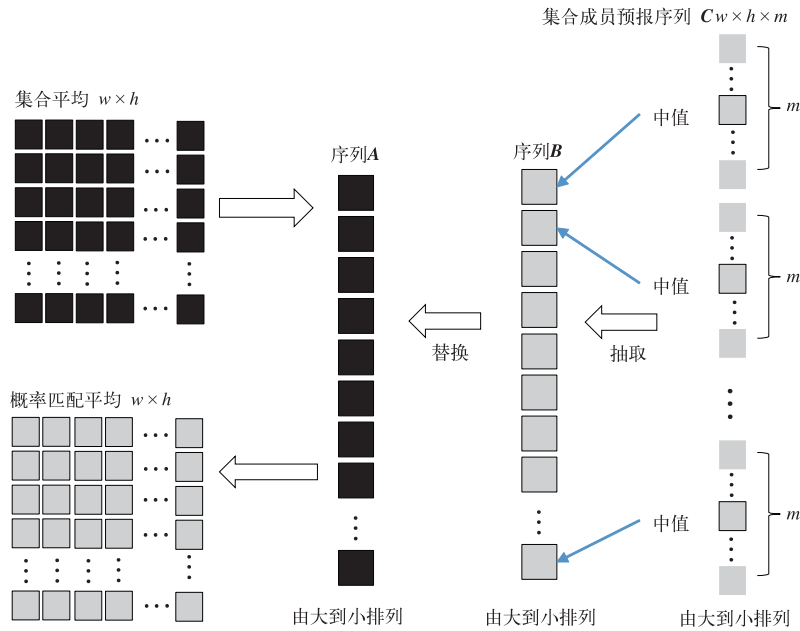 集合成员预报序列 Cw×h×m
集合平均 w×h
m
中值
序列A
序列B
m
中值
替换
抽取
概率匹配平均 w×h
m
中值
由大到小排列
由大到小排列
由大到小排列